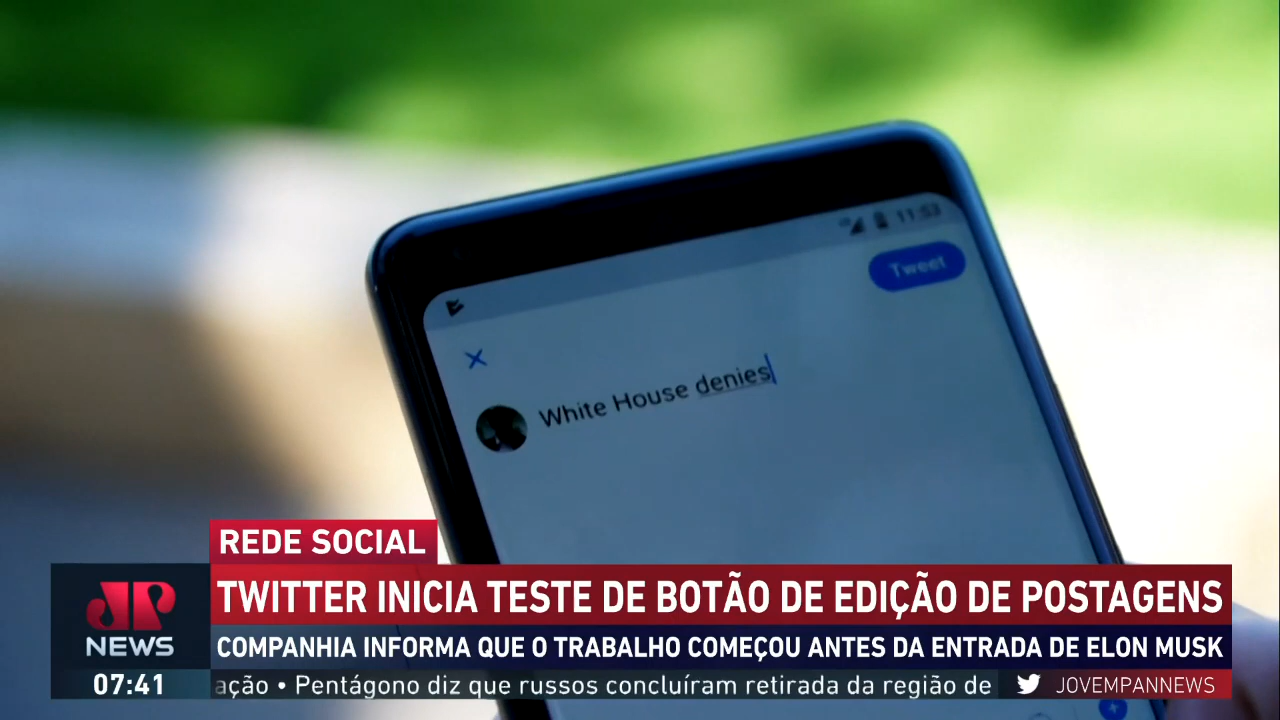 11:53
Tweet
White House denies
REDE SOCIAL
TWITTER INICIA TESTE DE BOTÃO DE EDIÇÃO DE POSTAGENS
COMPANHIA INFORMA QUE O TRABALHO COMEÇOU ANTES DA ENTRADA DE ELON MUSK
JP
NEWS
07:41
ação • Pentágono diz que russos concluíram retirada da região de
JOVEMPANNEWS